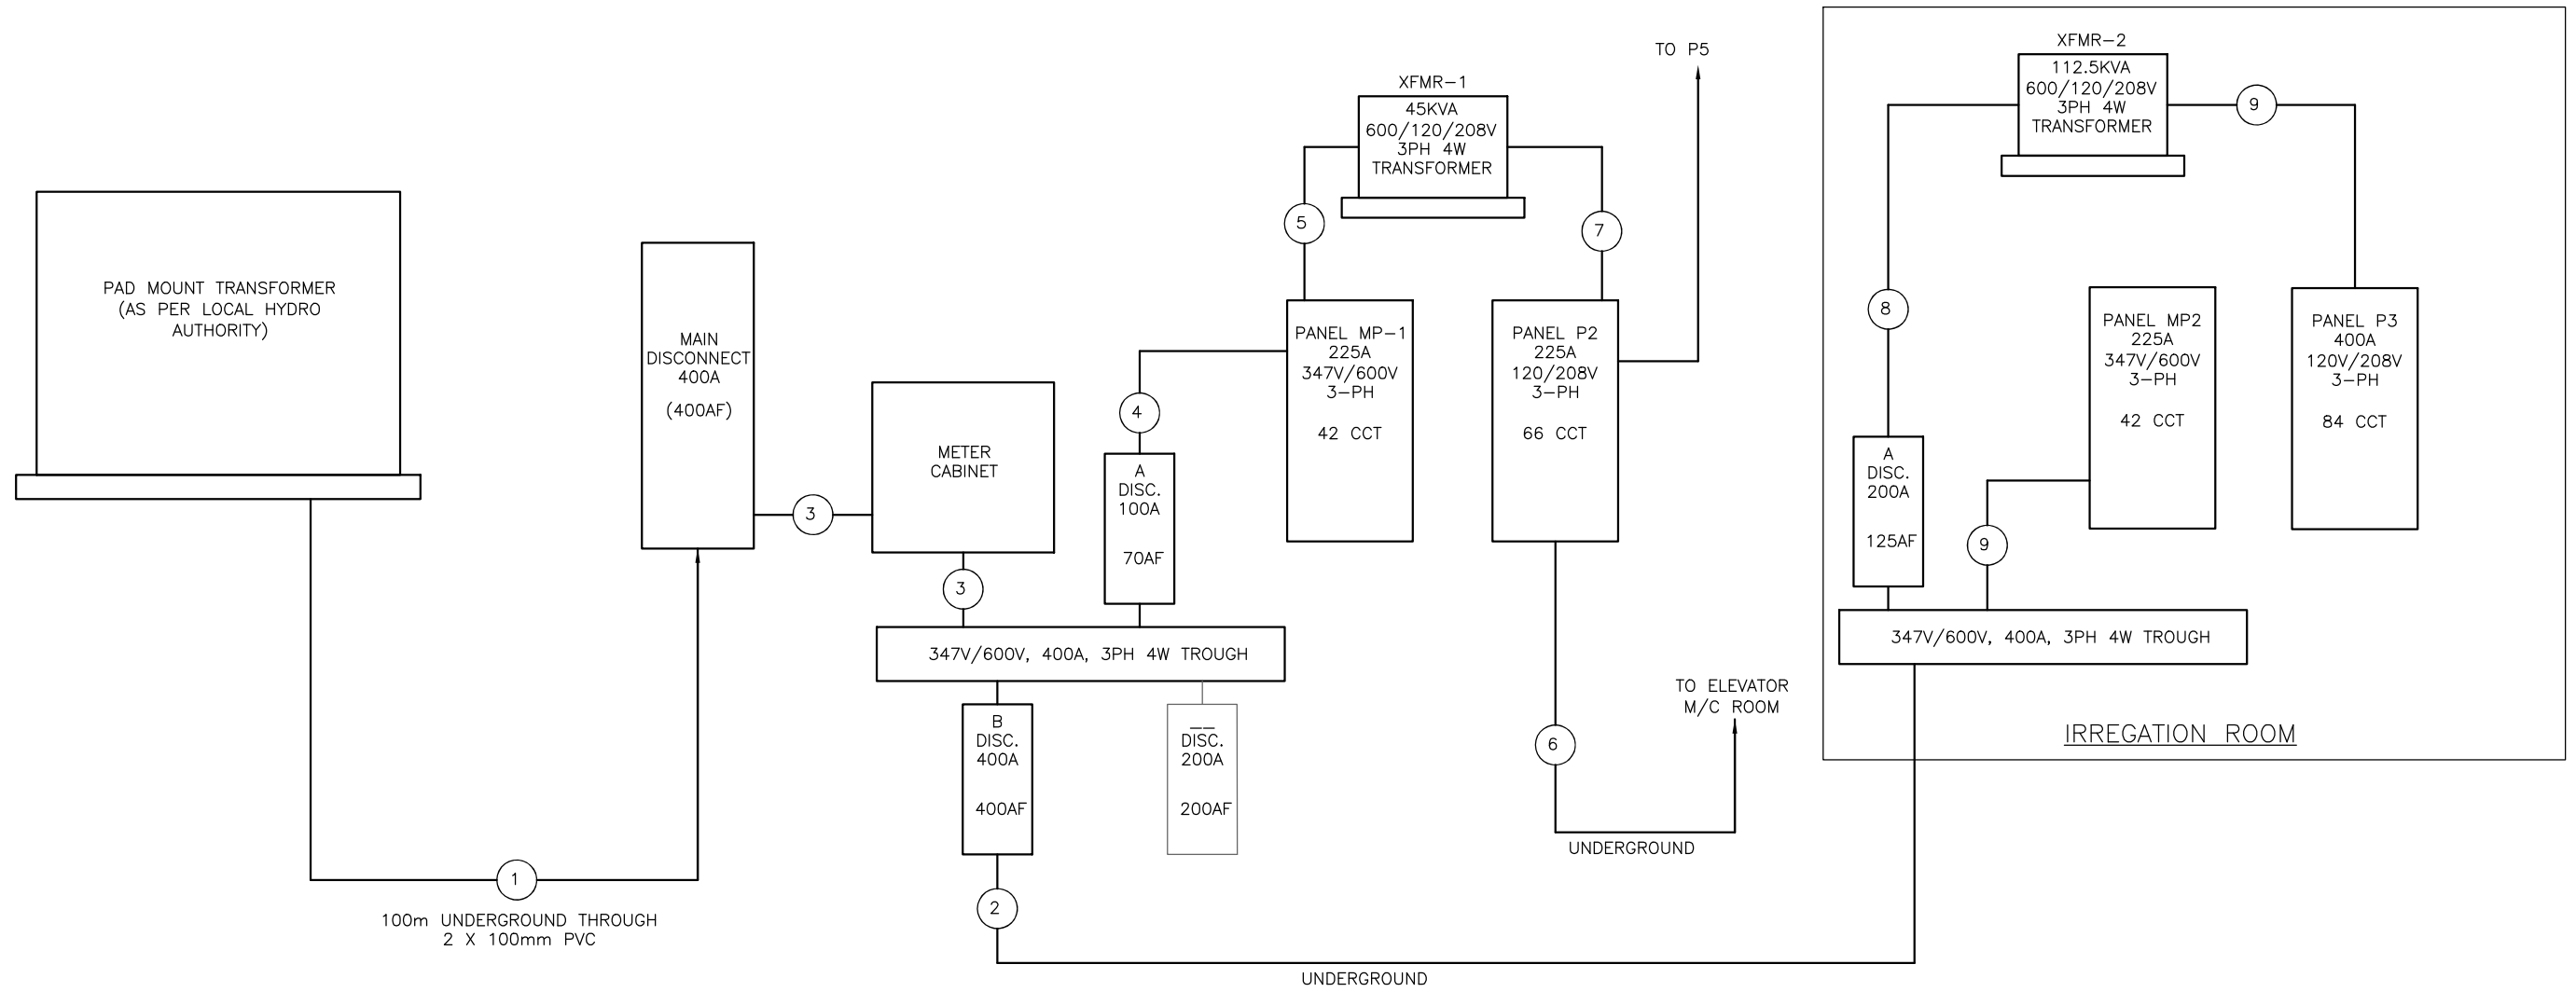 PAD MOUNT TRANSFORMER
(AS PER LOCAL HYDRO
AUTHORITY)
1
100m UNDERGROUND THROUGH
2 X 100mm PVC
MAIN
DISCONNECT
400A
(400AF)
3
METER
CABINET
3
347V/600V, 400A, 3PH 4W TROUGH
A
DISC.
100A
70AF
4
B
DISC.
400A
400AF
2
UNDERGROUND
DISC.
200A
200AF
PANEL MP-1
225A
347V/600V
3-PH
42 CCT
5
XFMR-1
45KVA
600/120/208V
3PH 4W
TRANSFORMER
7
PANEL P2
225A
120/208V
3-PH
66 CCT
TO P5
6
UNDERGROUND
TO ELEVATOR
M/C ROOM
XFMR-2
112.5KVA
600/120/208V
3PH 4W
TRANSFORMER
9
8
A
DISC.
200A
125AF
9
PANEL MP2
225A
347V/600V
3-PH
42 CCT
PANEL P3
400A
120V/208V
3-PH
84 CCT
347V/600V, 400A, 3PH 4W TROUGH
IRREGATION ROOM